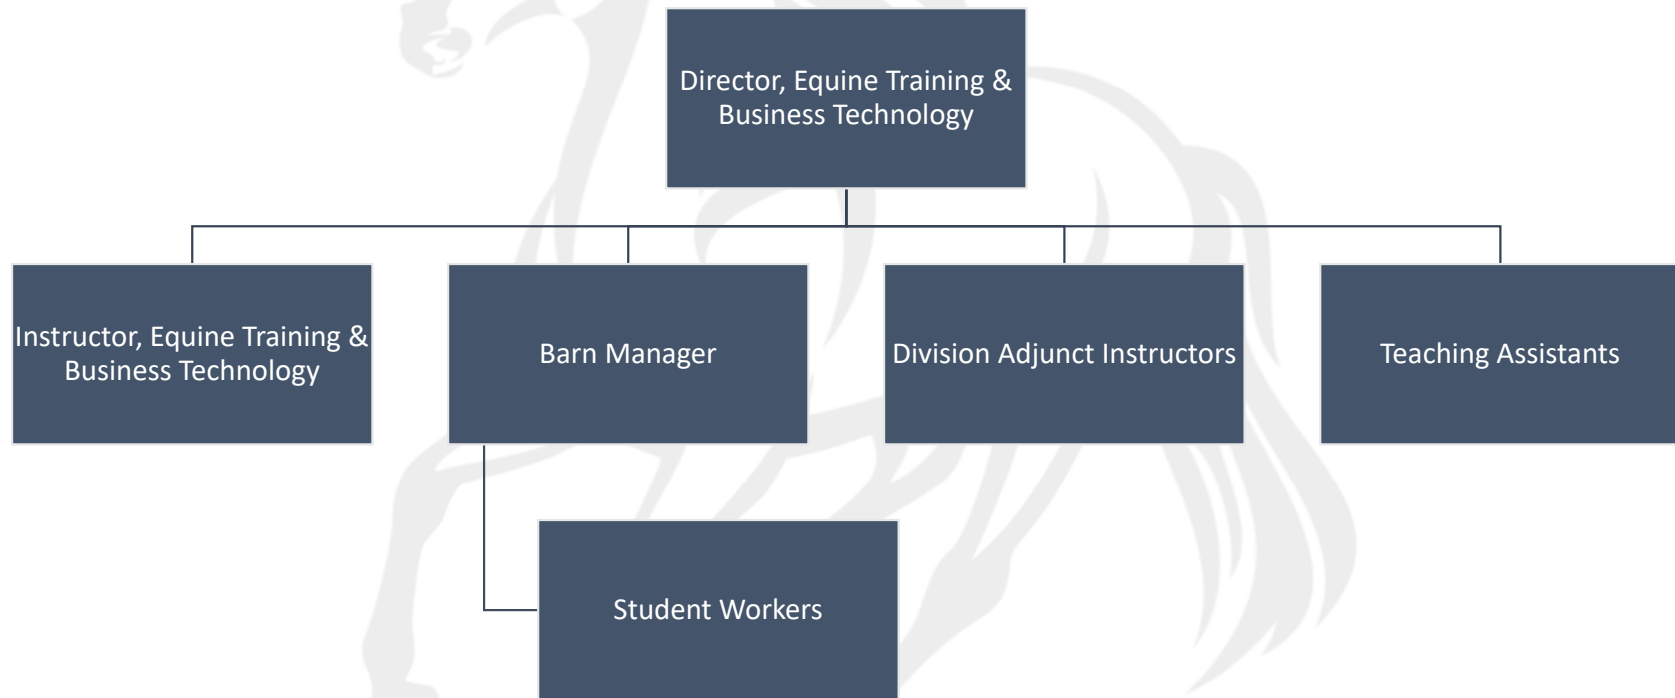 Director, Equine Training &
Business Technology
Instructor, Equine Training &
Business Technology
Barn Manager
Division Adjunct Instructors
Teaching Assistants
Student Workers